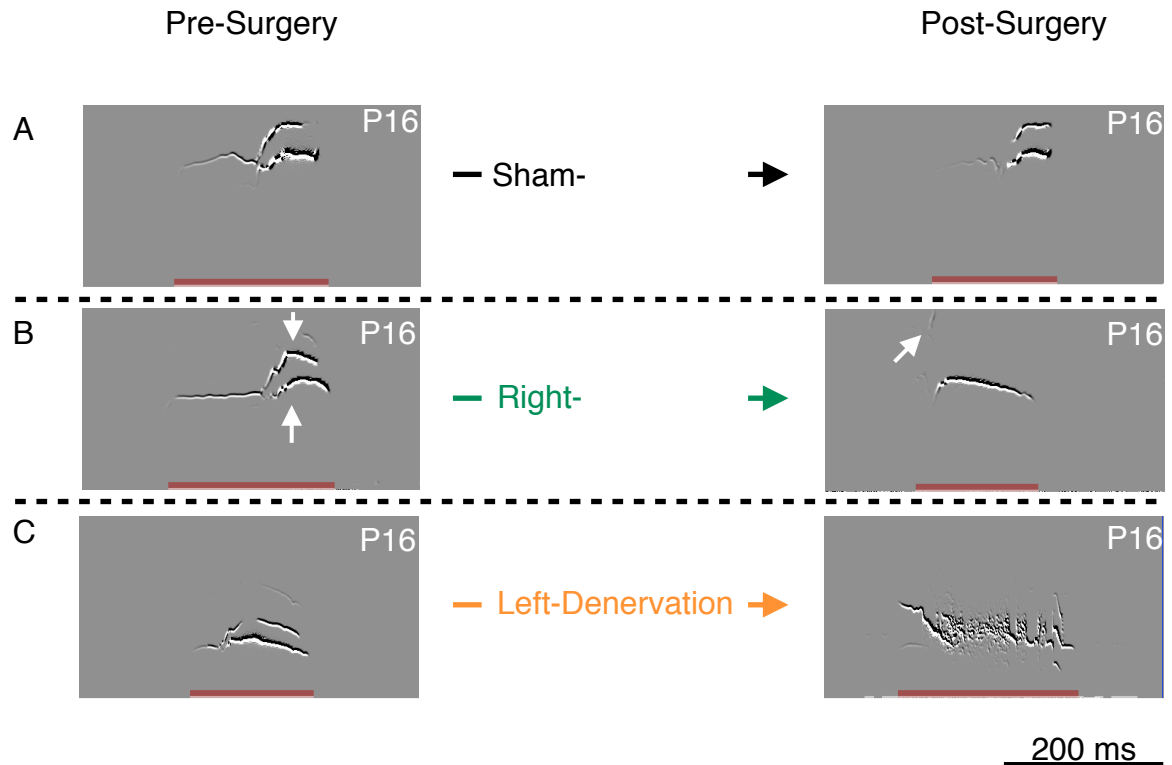 Pre-Surgery Post-Surgery
A P16 Sham- P16
B P16 Right- P16
C P16 Left-Denervation P16
200 ms